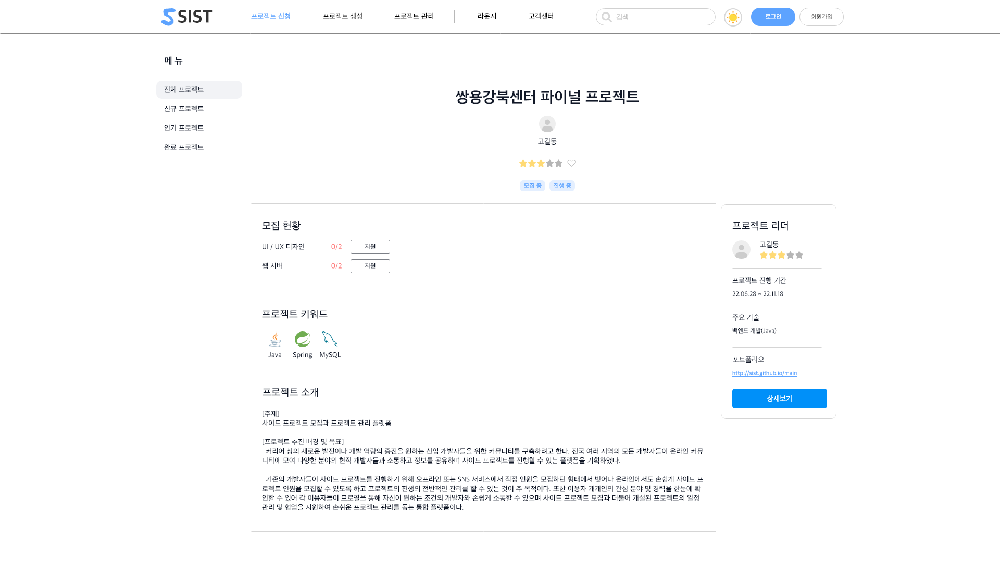 SIST
프로젝트 신청
프로젝트 생성
프로젝트 관리
라운지
고객센터
검색
로그인
회원가입
메 뉴
전체 프로젝트
신규 프로젝트
인기 프로젝트
완료 프로젝트
쌍용강북센터 파이널 프로젝트
고길동
모집 중
진행 중
모집 현황
UI / UX 디자인 0/2 지원
웹 서버 0/2 지원
프로젝트 키워드
Java Spring MySQL
프로젝트 소개
[주제]
사이드 프로젝트 모집과 프로젝트 관리 플랫폼
[프로젝트 추진 배경 및 목표]
커리어 상의 새로운 발전이나 개발 역량의 증진을 원하는 신입 개발자들을 위한 커뮤니티를 구축하려고 한다. 전국 여러 지역의 모든 개발자들이 온라인 커뮤
니티에 모여 다양한 분야의 현직 개발자들과 소통하고 정보를 공유하며 사이드 프로젝트를 진행할 수 있는 플랫폼을 기획하였다.
기존의 개발자들이 사이드 프로젝트를 진행하기 위해 오프라인 또는 SNS 서비스에서 직접 인원을 모집하던 형태에서 벗어나 온라인에서도 손쉽게 사이드 프
로젝트 인원을 모집할 수 있도록 하고 프로젝트의 진행의 전반적인 관리를 할 수 있는 것이 주 목적이다. 또한 이용자 개개인의 관심 분야 및 경력을 한눈에 확
인할 수 있어 각 이용자들이 프로필을 통해 자신이 원하는 조건의 개발자와 손쉽게 소통할 수 있으며 사이드 프로젝트 모집과 더불어 개설된 프로젝트의 일정
관리 및 협업을 지원하여 손쉬운 프로젝트 관리를 돕는 통합 플랫폼이다.
프로젝트 리더
고길동
프로젝트 진행 기간
22.06.28 ~ 22.11.18
주요 기술
백엔드 개발(Java)
포트폴리오
http://sist.github.io/main
상세보기